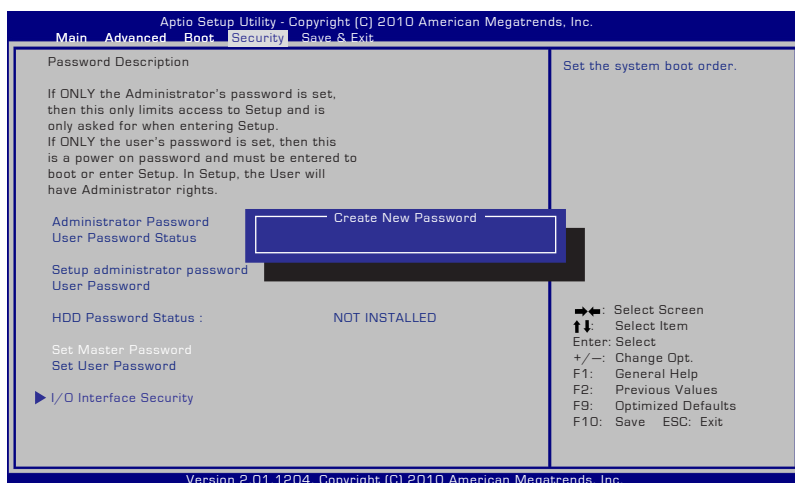 Aptio Setup Utility - Copyright (C) 2010 American Megatrends, Inc.
Main Advanced Boot Security Save & Exit
Password Description
If ONLY the Administrator's password is set,
then this only limits access to Setup and is
only asked for when entering Setup.
If ONLY the user's password is set, then this
is a power on password and must be entered to
boot or enter Setup. In Setup, the User will
have Administrator rights.
Administrator Password
User Password Status
Create New Password
Setup administrator password
User Password
HDD Password Status : NOT INSTALLED
Set Master Password
Set User Password
I/O Interface Security
Set the system boot order.
: Select Screen
: Select Item
Enter: Select
+/—: Change Opt.
F1: General Help
F2: Previous Values
F9: Optimized Defaults
F10: Save ESC: Exit
Version 2.01.1204. Copyright (C) 2010 American Megatrends, Inc.